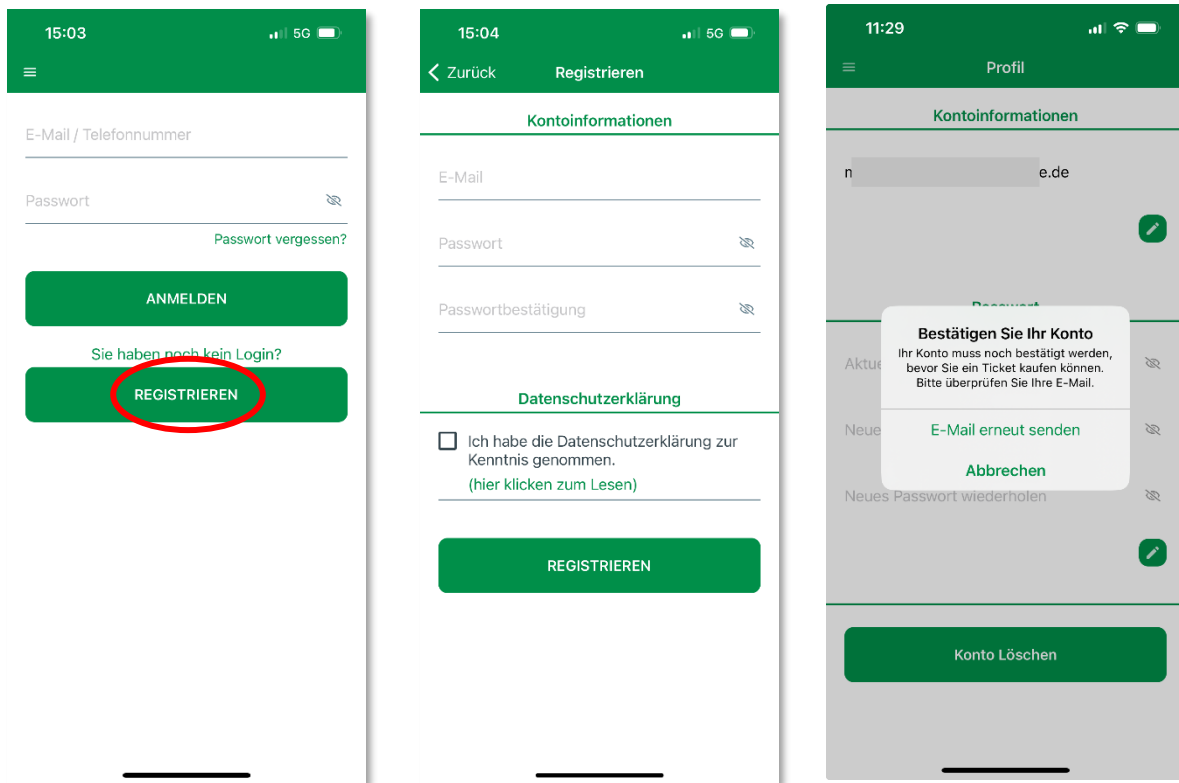 15:03
5G
E-Mail / Telefonnummer
Passwort
Passwort vergessen?
ANMELDEN
Sie haben noch kein Login?
REGISTRIEREN
15:04
5G
Zurück
Registrieren
Kontoinformationen
E-Mail
Passwort
Passwortbestätigung
Datenschutzerklärung
Ich habe die Datenschutzerklärung zur
Kenntnis genommen.
(hier klicken zum Lesen)
REGISTRIEREN
11:29
Profil
Kontoinformationen
e.de
Passwort
Bestätigen Sie Ihr Konto
Ihr Konto muss noch bestätigt werden,
bevor Sie ein Ticket kaufen können.
Bitte überprüfen Sie Ihre E-Mail.
Aktue
E-Mail erneut senden
Neue
Abbrechen
Neues Passwort wiederholen
Konto Löschen